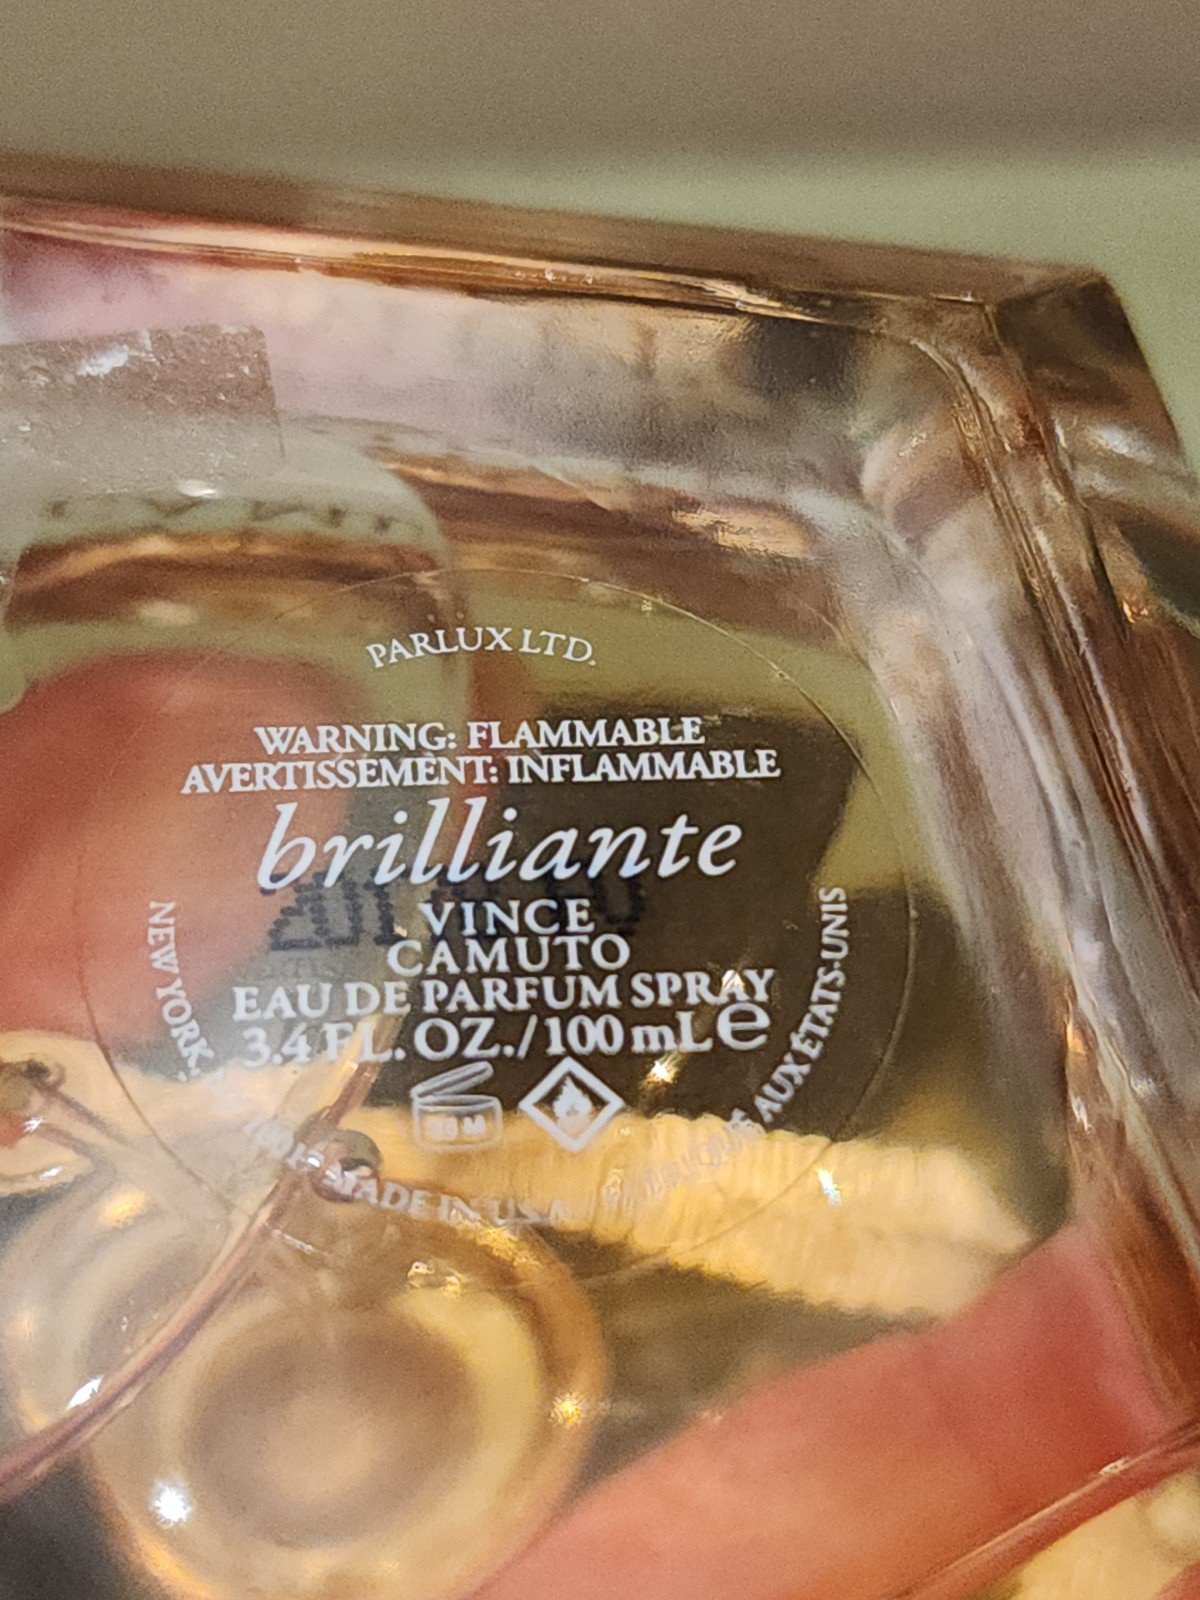 PARLUX LTD.
WARNING: FLAMMABLE
AVERTISSEMENT: INFLAMMABLE
brilliante
VINCE
CAMUTO
EAU DE PARFUM SPRAY
3.4 FL. OZ./100 mL e
NEW YORK,
MADE IN U.S.A./ FABRIQUÉ AUX ÉTATS-UNIS